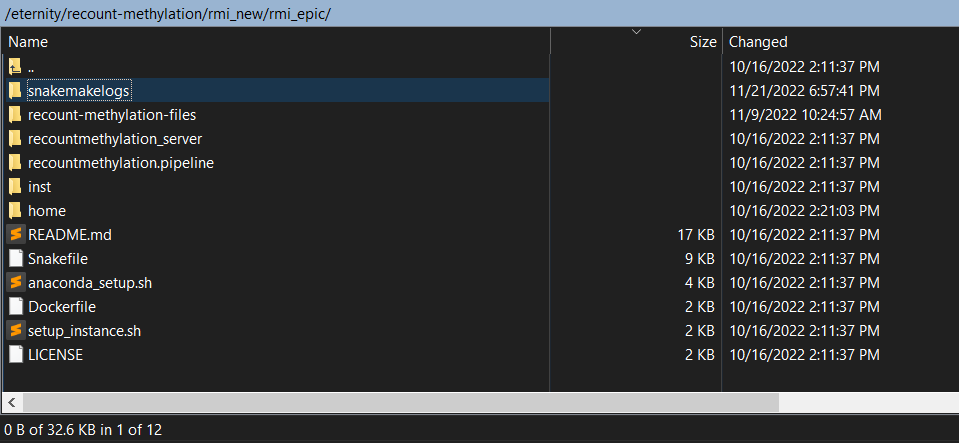 /eternity/recount-methylation/rmi_new/rmi_epic/
Name Size Changed
.. 10/16/2022 2:11:37 PM
snakemakelogs 11/21/2022 6:57:41 PM
recount-methylation-files 11/9/2022 10:24:57 AM
recountmethylation_server 10/16/2022 2:11:37 PM
recountmethylation.pipeline 10/16/2022 2:11:37 PM
inst 10/16/2022 2:11:37 PM
home 10/16/2022 2:21:03 PM
README.md 17 KB 10/16/2022 2:11:37 PM
Snakefile 9 KB 10/16/2022 2:11:37 PM
anaconda_setup.sh 4 KB 10/16/2022 2:11:37 PM
Dockerfile 2 KB 10/16/2022 2:11:37 PM
setup_instance.sh 2 KB 10/16/2022 2:11:37 PM
LICENSE 2 KB 10/16/2022 2:11:37 PM
0 B of 32.6 KB in 1 of 12